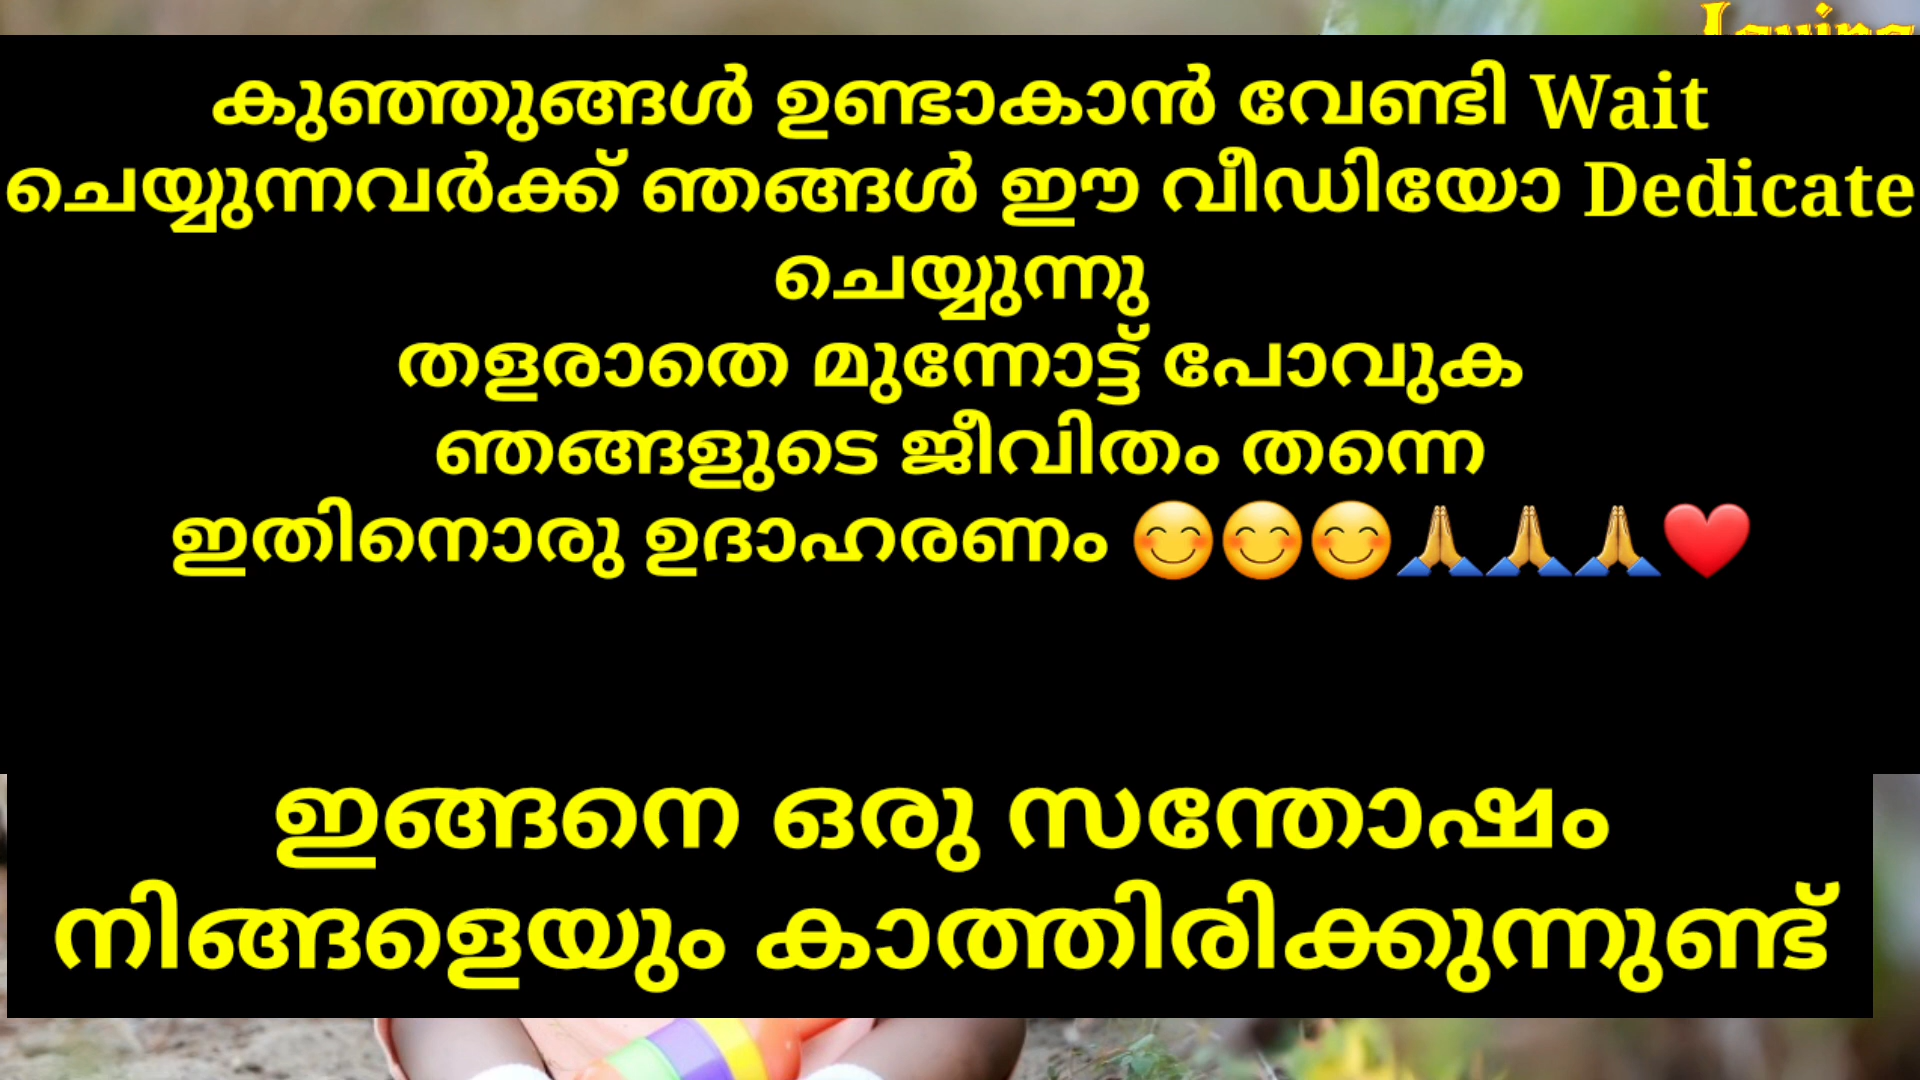 കുഞ്ഞുങ്ങൾ ഉണ്ടാകാൻ വേണ്ടി Wait
ചെയ്യുന്നവർക്ക് ഞങ്ങൾ ഈ വീഡിയോ Dedicate
ചെയ്യുന്നു
തളരാതെ മുന്നോട്ട് പോവുക
ഞങ്ങളുടെ ജീവിതം തന്നെ
ഇതിനൊരു ഉദാഹരണം 😊😊😊🙏🙏🙏❤️
ഇങ്ങനെ ഒരു സന്തോഷം
നിങ്ങളെയും കാത്തിരിക്കുന്നുണ്ട്